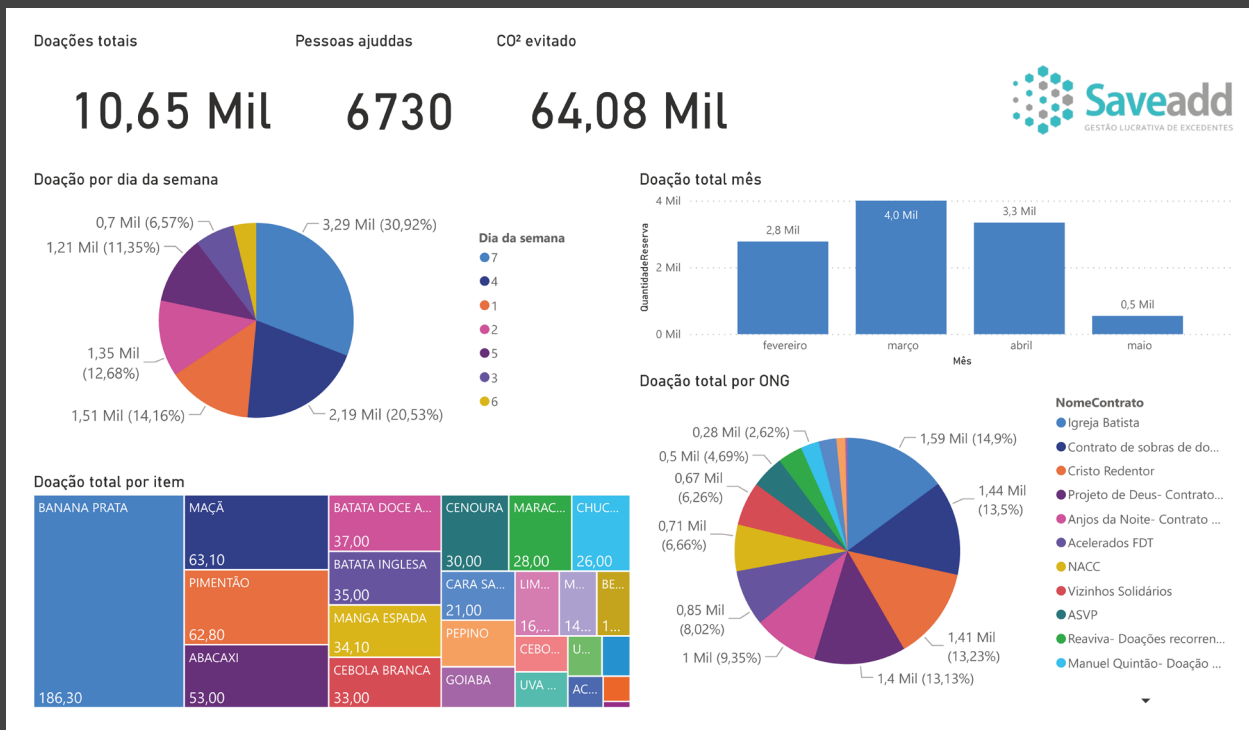 Doações totais
Pessoas ajuddas
CO² evitado
10,65 Mil
6730
64,08 Mil
Saveadd
GESTÃO LUCRATIVA DE EXCEDENTES
Doação por dia da semana
0,7 Mil (6,57%)
3,29 Mil (30,92%)
1,21 Mil (11,35%)
1,35 Mil
(12,68%)
1,51 Mil (14,16%)
2,19 Mil (20,53%)
Dia da semana
7
4
1
2
5
3
6
Doação total mês
QuantidadeReserva
4 Mil
2 Mil
0 Mil
2,8 Mil
4,0 Mil
3,3 Mil
0,5 Mil
fevereiro
março
abril
maio
Mês
Doação total por item
BANANA PRATA
186,30
MAÇÃ
63,10
PIMENTÃO
62,80
ABACAXI
53,00
BATATA DOCE A...
37,00
BATATA INGLESA
35,00
MANGA ESPADA
34,10
CEBOLA BRANCA
33,00
CENOURA
30,00
MARAC...
28,00
CHUC...
26,00
CARA SA...
21,00
PEPINO
GOIABA
LIM...
16,...
M...
14...
BE...
1...
CEBO...
U...
UVA ...
AC...
Doação total por ONG
0,28 Mil (2,62%)
0,5 Mil (4,69%)
0,67 Mil
(6,26%)
0,71 Mil
(6,66%)
0,85 Mil
(8,02%)
1 Mil (9,35%)
1,59 Mil (14,9%)
1,44 Mil
(13,5%)
1,41 Mil
(13,23%)
1,4 Mil (13,13%)
NomeContrato
Igreja Batista
Contrato de sobras de do...
Cristo Redentor
Projeto de Deus- Contrato...
Anjos da Noite- Contrato ...
Acelerados FDT
NACC
Vizinhos Solidários
ASVP
Reaviva- Doações recorren...
Manuel Quintão- Doação ...